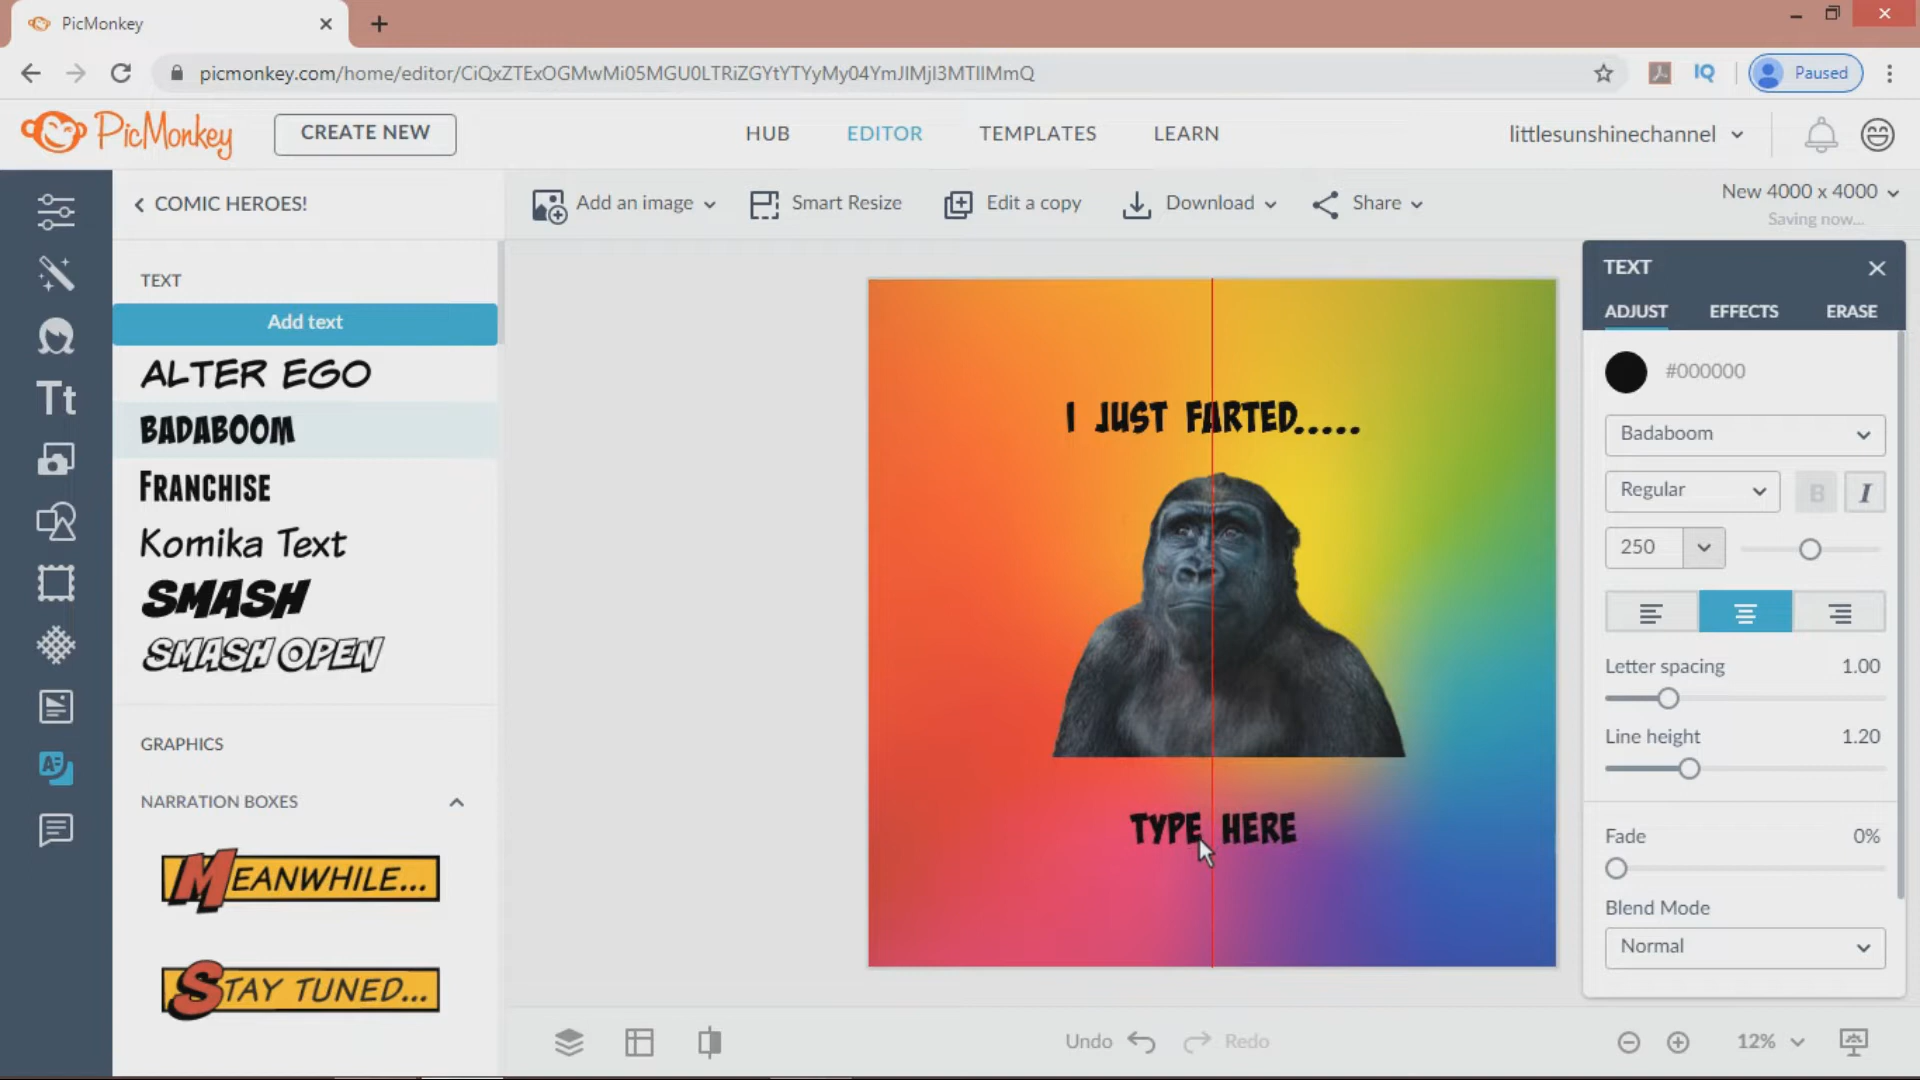 PicMonkey
picmonkey.com/home/editor/CiQxZTExOGMwMi05MGU0LTRiZGYtYTYyMy04YmJIMjI3MTIIMmQ
IQ
Paused
PicMonkey
CREATE NEW
HUB
EDITOR
TEMPLATES
LEARN
littlesunshinechannel
COMIC HEROES!
Add an image
Smart Resize
Edit a copy
Download
Share
New 4000 x 4000
Saving now...
TEXT
Add text
ALTER EGO
BADABOOM
FRANCHISE
Komika Text
SMASH
SMASH OPEN
GRAPHICS
NARRATION BOXES
MEANWHILE...
STAY TUNED...
Tt
I JUST FARTED.....
TYPE HERE
TEXT
ADJUST
EFFECTS
ERASE
#000000
Badaboom
Regular
B
I
250
Letter spacing 1.00
Line height 1.20
Fade 0%
Blend Mode
Normal
Undo
Redo
12%